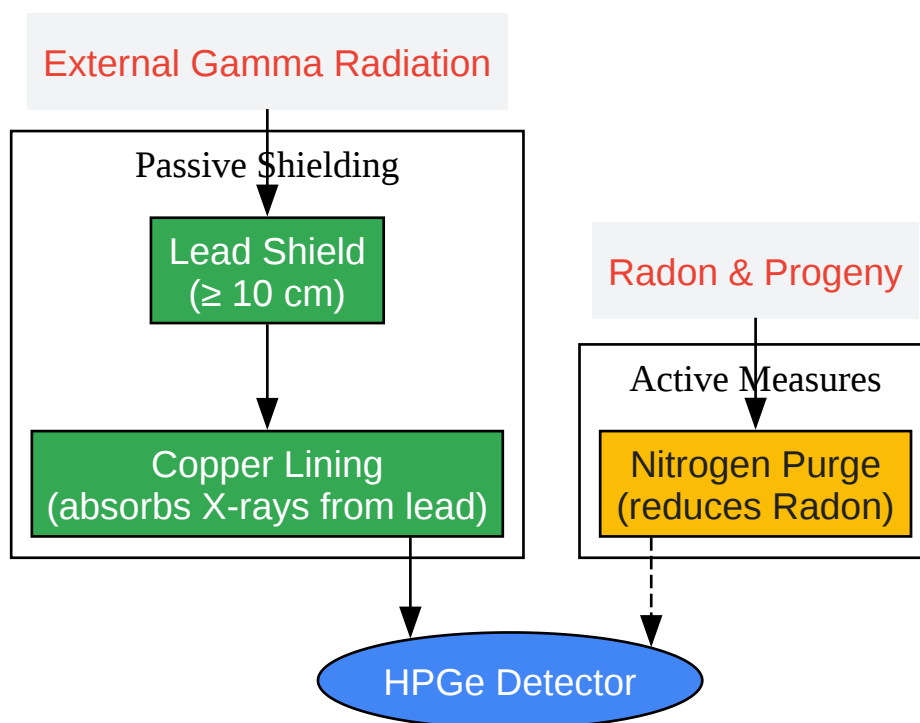 External Gamma Radiation
Passive Shielding
Lead Shield
(≥ 10 cm)
Copper Lining
(absorbs X-rays from lead)
Radon & Progeny
Active Measures
Nitrogen Purge
(reduces Radon)
HPGe Detector